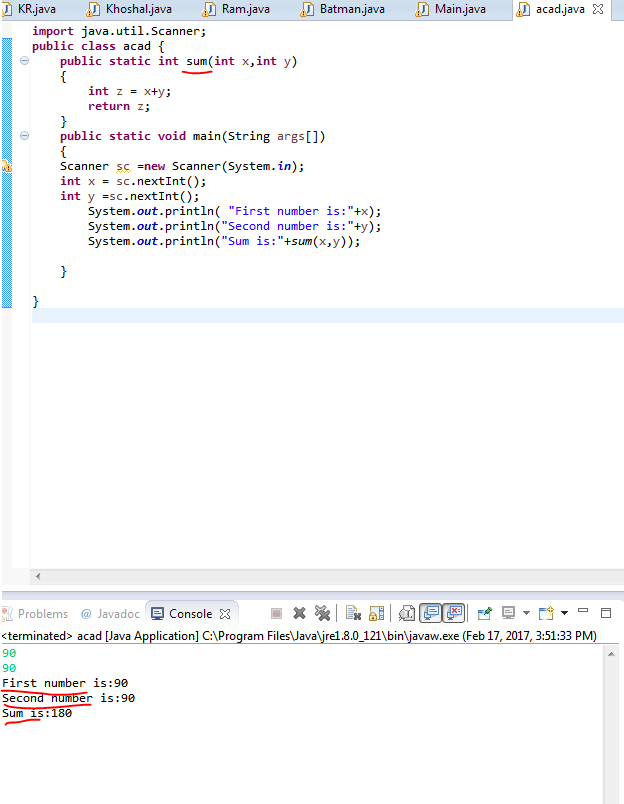 KR.java Khoshal.java Ram.java Batman.java Main.java acad.java
import java.util.Scanner;
public class acad {
public static int sum(int x,int y)
{
int z = x+y;
return z;
}
public static void main(String args[])
{
Scanner sc =new Scanner(System.in);
int x = sc.nextInt();
int y =sc.nextInt();
System.out.println( "First number is:"+x);
System.out.println("Second number is:"+y);
System.out.println("Sum is:"+sum(x,y));
}
}
Problems @ Javadoc Console
<terminated> acad [Java Application] C:\Program Files\Java\jre1.8.0_121\bin\javaw.exe (Feb 17, 2017, 3:51:33 PM)
90
90
First number is:90
Second number is:90
Sum is:180